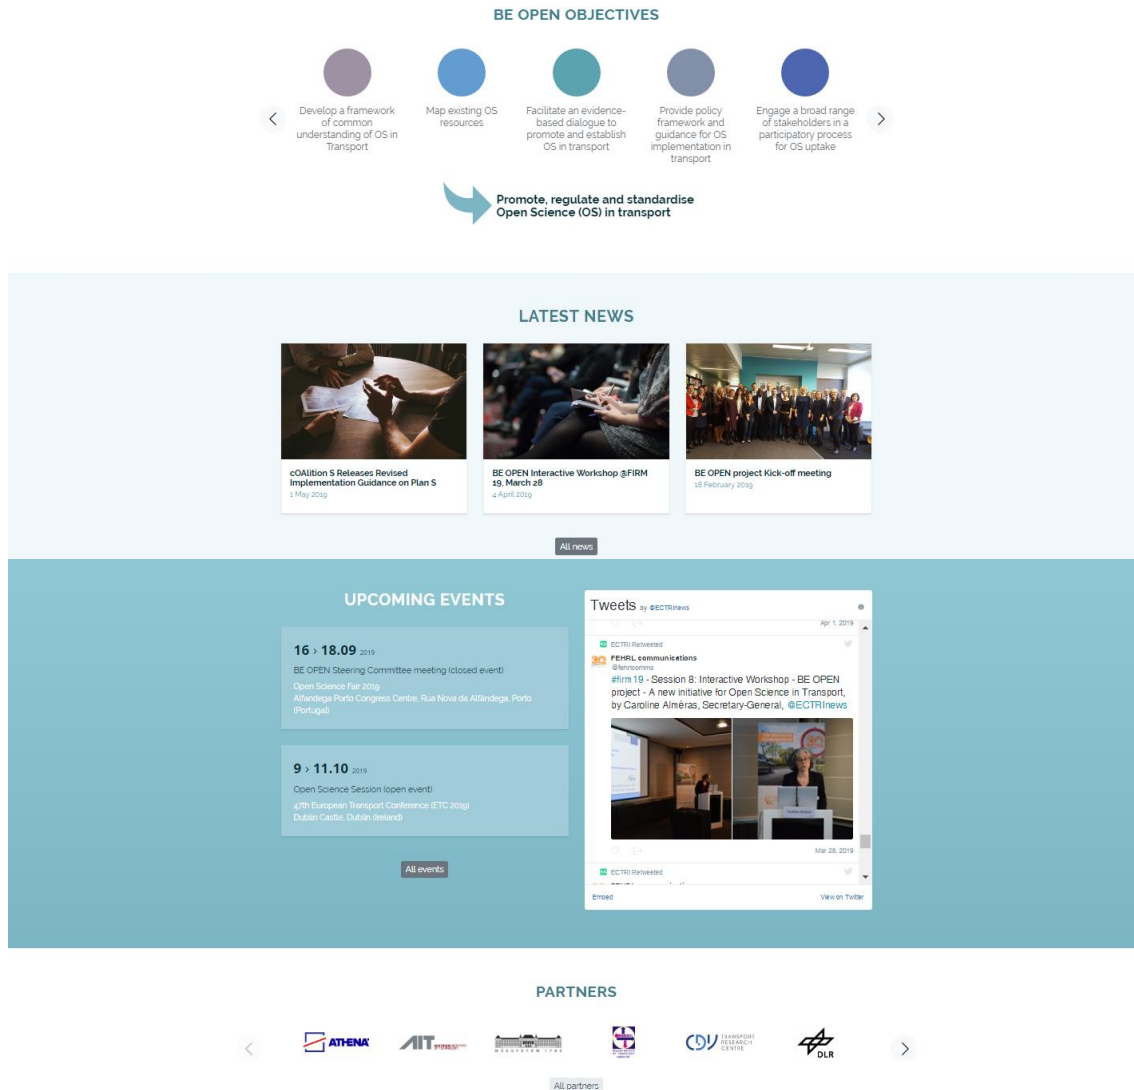 BE OPEN OBJECTIVES
Develop a framework
of common
understanding of OS in
Transport
Map existing OS
resources
Facilitate an evidence-
based dialogue to
promote and establish
OS in transport
Provide policy
framework and
guidance for OS
implementation in
transport
Engage a broad range
of stakeholders in a
participatory process
for OS uptake
Promote, regulate and standardise
Open Science (OS) in transport
LATEST NEWS
cOAlition S Releases Revised
Implementation Guidance on Plan S
1 May 2019
BE OPEN Interactive Workshop @FIRM
19, March 28
4 April 2019
BE OPEN project Kick-off meeting
18 February 2019
All news
UPCOMING EVENTS
16 > 18.09 2019
BE OPEN Steering Committee meeting (closed event)
Open Science Fair 2019
Alfandega Porto Congress Centre, Rua Nova da Alfândega, Porto
(Portugal)
9 > 11.10 2019
Open Science Session (open event)
47th European Transport Conference (ETC 2019)
Dublin Castle, Dublin (Ireland)
All events
Tweets by @ECTRInews
Apr 1, 2019
ECTRI Retweeted
FEHRL communications
@fehrlcomms
#firm19 - Session 8: Interactive Workshop - BE OPEN
project - A new initiative for Open Science in Transport,
by Caroline Alméras, Secretary-General, @ECTRInews
Mar 28, 2019
ECTRI Retweeted
Embed
View on Twitter
PARTNERS
ATHENA
AIT
CDV TRANSPORT
RESEARCH
CENTRE
DLR
All partners